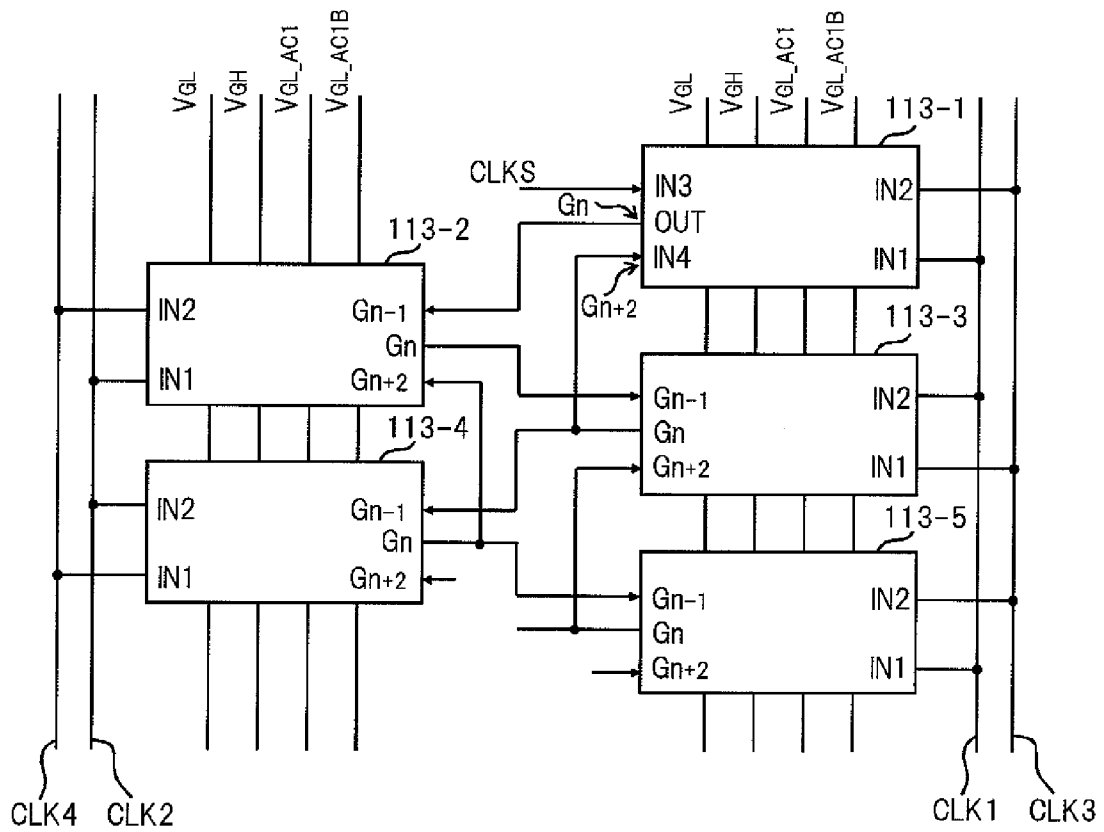 VGL VGH VGL_AC1 VGL_AC1B
VGL VGH VGL_AC1 VGL_AC1B
113-1
CLKS
IN3
IN2
Gn
OUT
IN4
IN1
Gn+2
113-2
IN2
Gn-1
Gn
IN1
Gn+2
113-3
Gn-1
IN2
Gn
Gn+2
IN1
113-4
IN2
Gn-1
Gn
IN1
Gn+2
113-5
Gn-1
IN2
Gn
Gn+2
IN1
CLK4 CLK2
CLK1 CLK3